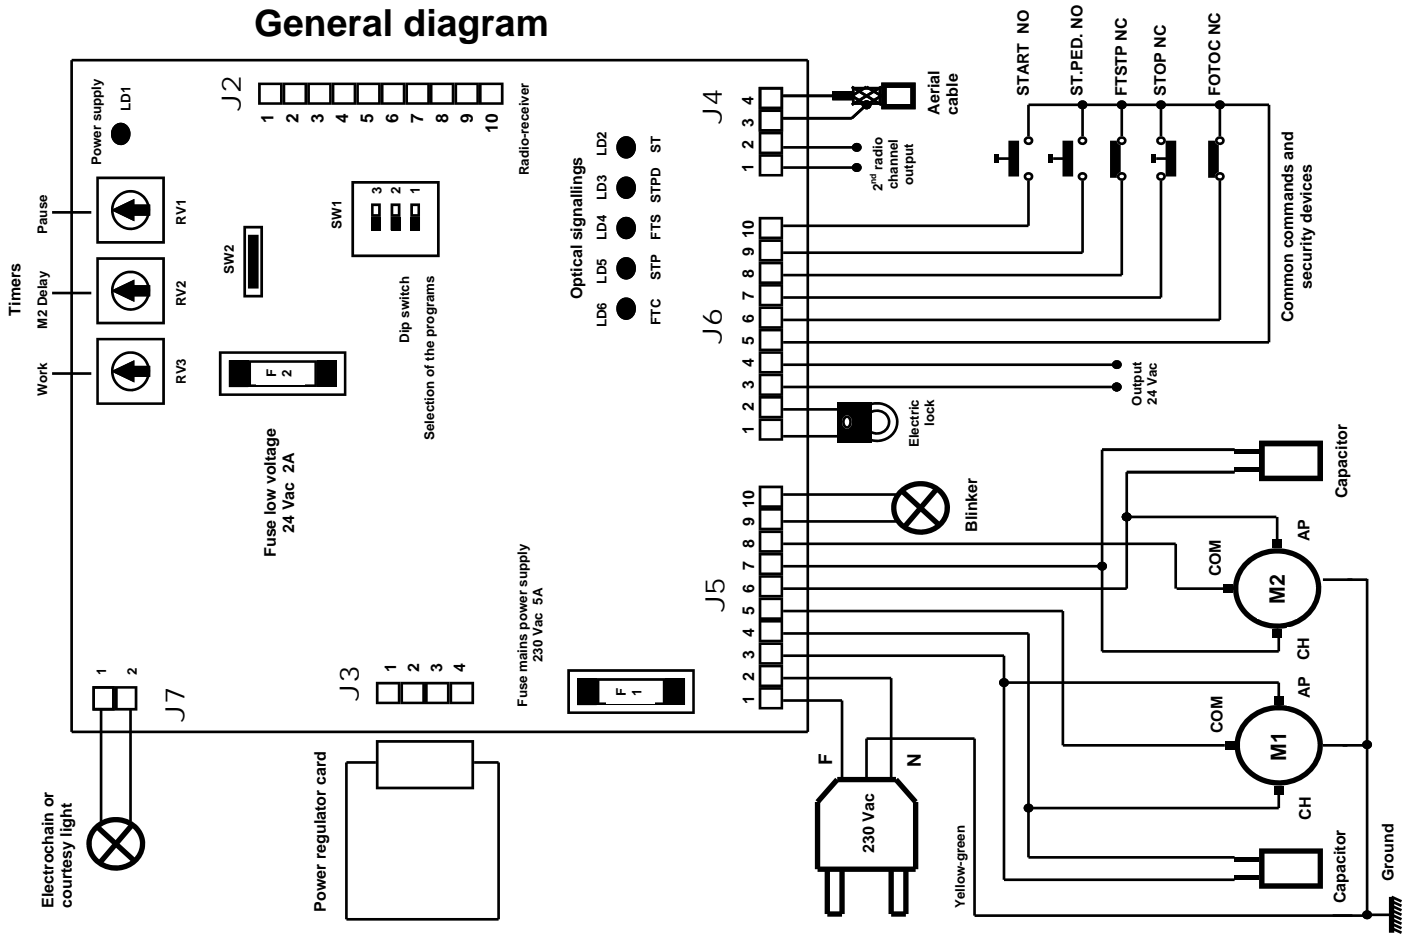 General diagram
Timers
Work
M2 Delay
Pause
RV3
RV2
RV1
Power supply
LD1
J2
1
2
3
4
5
6
7
8
9
10
Radio-receiver
SW2
SW1
3
2
1
Dip switch
Selection of the programs
F
2
Fuse low voltage
24 Vac 2A
Optical signallings
LD6
LD5
LD4
LD3
LD2
FTC
STP
FTS
STPD
ST
J4
1
2
3
4
Aerial
cable
2nd radio
channel
output
START NO
ST.PED. NO
FTSTP NC
STOP NC
FOTOC NC
Common commands and
security devices
J6
1
2
3
4
5
6
7
8
9
10
Output
24 Vac
Electric
lock
J5
1
2
3
4
5
6
7
8
9
10
Blinker
Fuse mains power supply
230 Vac 5A
F
1
J7
1
2
Electrochain or
courtesy light
J3
1
2
3
4
Power regulator card
F
N
230 Vac
Yellow-green
Capacitor
COM
AP
M2
CH
COM
AP
M1
CH
Capacitor
Ground